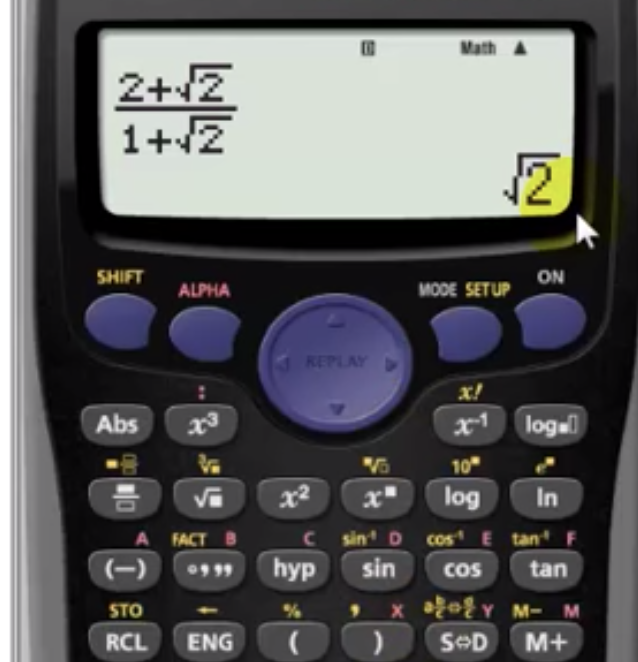 D Math ▲
2+√2
1+√2
√2
SHIFT ALPHA MODE SETUP ON
REPLAY
: x!
Abs x³ x⁻¹ log■□
■▤ ³√■ ■√□ 10■ e■
√■ x² x■ log ln
A FACT B C sin⁻¹ D cos⁻¹ E tan⁻¹ F
(−) °,,, hyp sin cos tan
STO ← % , X a b/c⇔d/c Y M− M
RCL ENG ( ) S⇔D M+